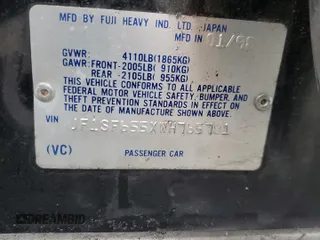 MFD BY FUJI HEAVY IND. LTD. JAPAN
MFD IN 11/98
GVWR: 4110LB(1865KG)
GAWR:FRONT-2005LB( 910KG)
REAR -2105LB( 955KG)
THIS VEHICLE CONFORMS TO ALL APPLICABLE
FEDERAL MOTOR VEHICLE SAFETY, BUMPER, AND
THEFT PREVENTION STANDARDS IN EFFECT ON THE
DATE OF MANUFACTURE SHOWN ABOVE
VIN
(VC) PASSENGER CAR
DREAMBID